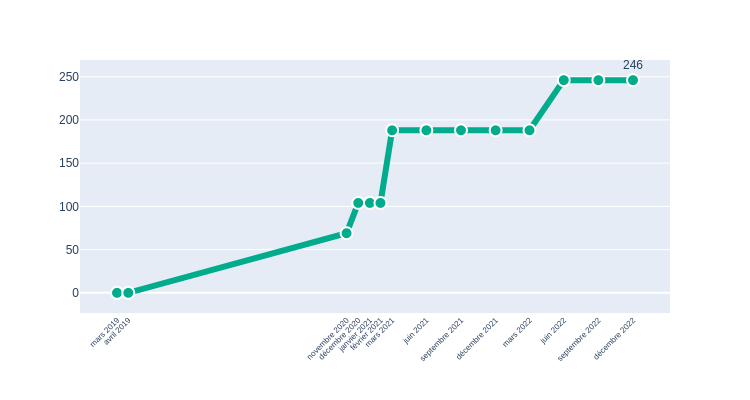 246
250
200
150
100
50
0
mars 2019
avril 2019
novembre 2020
décembre 2020
janvier 2021
février 2021
mars 2021
juin 2021
septembre 2021
décembre 2021
mars 2022
juin 2022
septembre 2022
décembre 2022